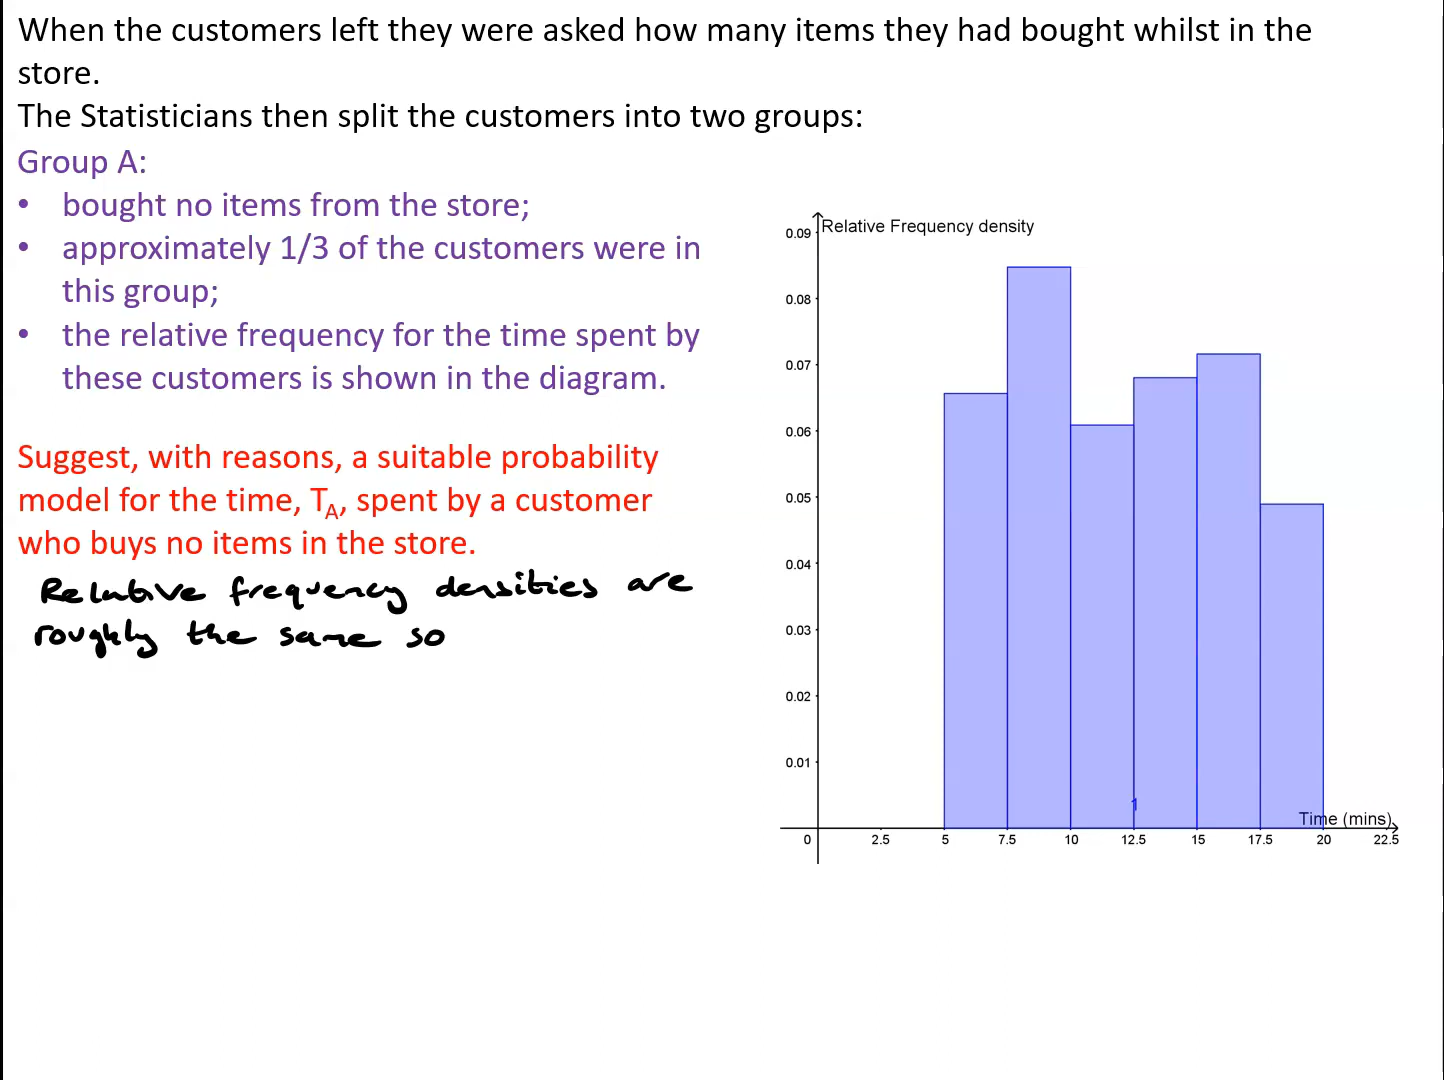 When the customers left they were asked how many items they had bought whilst in the
store.
The Statisticians then split the customers into two groups:
Group A:
• bought no items from the store;
• approximately 1/3 of the customers were in
this group;
• the relative frequency for the time spent by
these customers is shown in the diagram.
Suggest, with reasons, a suitable probability
model for the time, TA, spent by a customer
who buys no items in the store.
Relative frequency densities are
roughly the same so
Relative Frequency density
0.09
0.08
0.07
0.06
0.05
0.04
0.03
0.02
0.01
1
Time (mins)
0 2.5 5 7.5 10 12.5 15 17.5 20 22.5